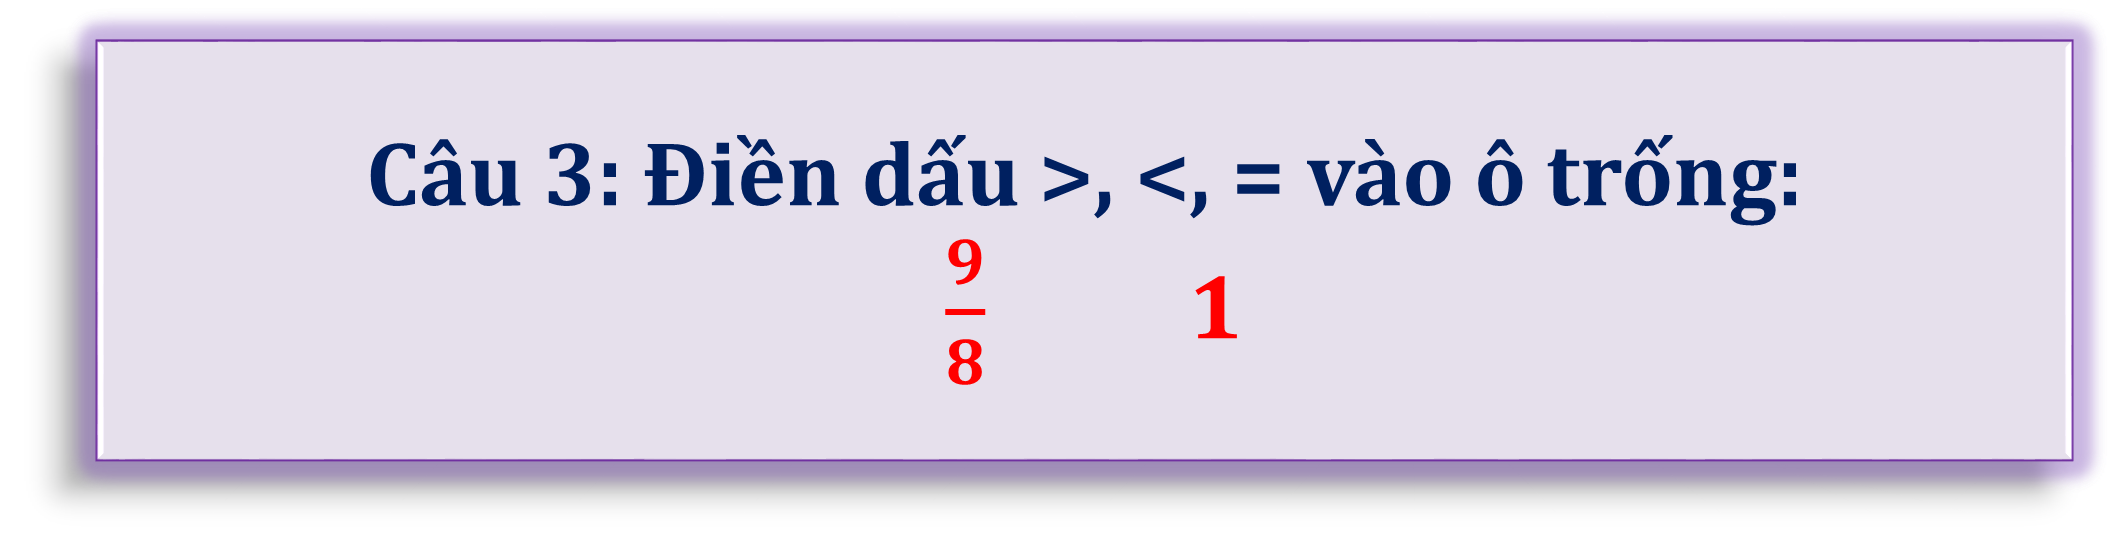 Câu 3: Điền dấu >, <, = vào ô trống:
9/8 1